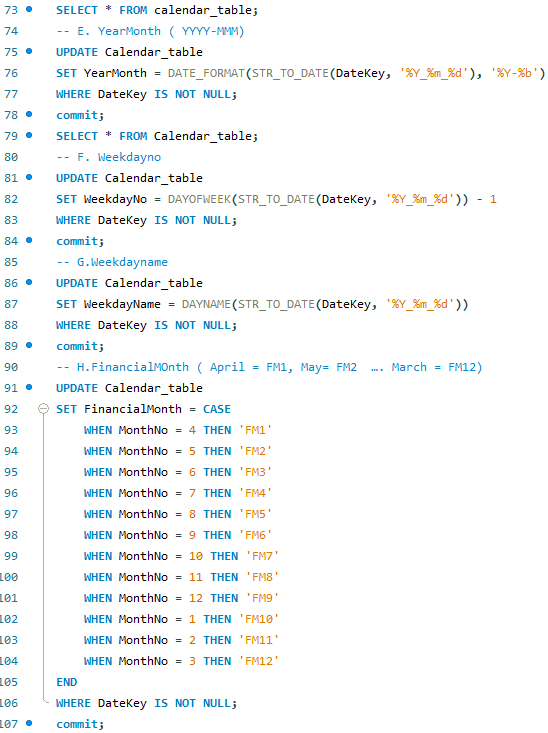 73 SELECT * FROM calendar_table;
74 -- E. YearMonth ( YYYY-MMM)
75 UPDATE Calendar_table
76 SET YearMonth = DATE_FORMAT(STR_TO_DATE(DateKey, '%Y_%m_%d'), '%Y-%b')
77 WHERE DateKey IS NOT NULL;
78 commit;
79 SELECT * FROM Calendar_table;
80 -- F. Weekdayno
81 UPDATE Calendar_table
82 SET WeekdayNo = DAYOFWEEK(STR_TO_DATE(DateKey, '%Y_%m_%d')) - 1
83 WHERE DateKey IS NOT NULL;
84 commit;
85 -- G.Weekdayname
86 UPDATE Calendar_table
87 SET WeekdayName = DAYNAME(STR_TO_DATE(DateKey, '%Y_%m_%d'))
88 WHERE DateKey IS NOT NULL;
89 commit;
90 -- H.FinancialMOnth ( April = FM1, May= FM2  …. March = FM12)
91 UPDATE Calendar_table
92 SET FinancialMonth = CASE
93 WHEN MonthNo = 4 THEN 'FM1'
94 WHEN MonthNo = 5 THEN 'FM2'
95 WHEN MonthNo = 6 THEN 'FM3'
96 WHEN MonthNo = 7 THEN 'FM4'
97 WHEN MonthNo = 8 THEN 'FM5'
98 WHEN MonthNo = 9 THEN 'FM6'
99 WHEN MonthNo = 10 THEN 'FM7'
100 WHEN MonthNo = 11 THEN 'FM8'
101 WHEN MonthNo = 12 THEN 'FM9'
102 WHEN MonthNo = 1 THEN 'FM10'
103 WHEN MonthNo = 2 THEN 'FM11'
104 WHEN MonthNo = 3 THEN 'FM12'
105 END
106 WHERE DateKey IS NOT NULL;
107 commit;